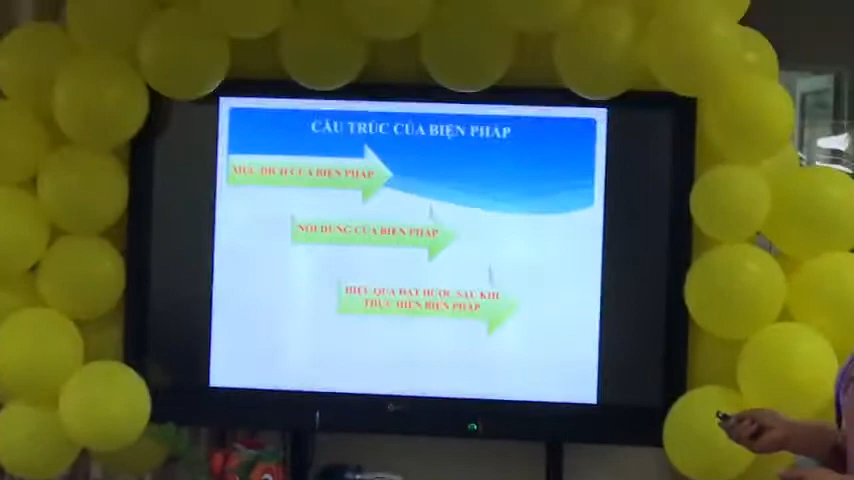 CẤU TRÚC CỦA BIỆN PHÁP
MỤC ĐÍCH CỦA BIỆN PHÁP
NỘI DUNG CỦA BIỆN PHÁP
HIỆU QUẢ ĐẠT ĐƯỢC SAU KHI
THỰC HIỆN BIỆN PHÁP